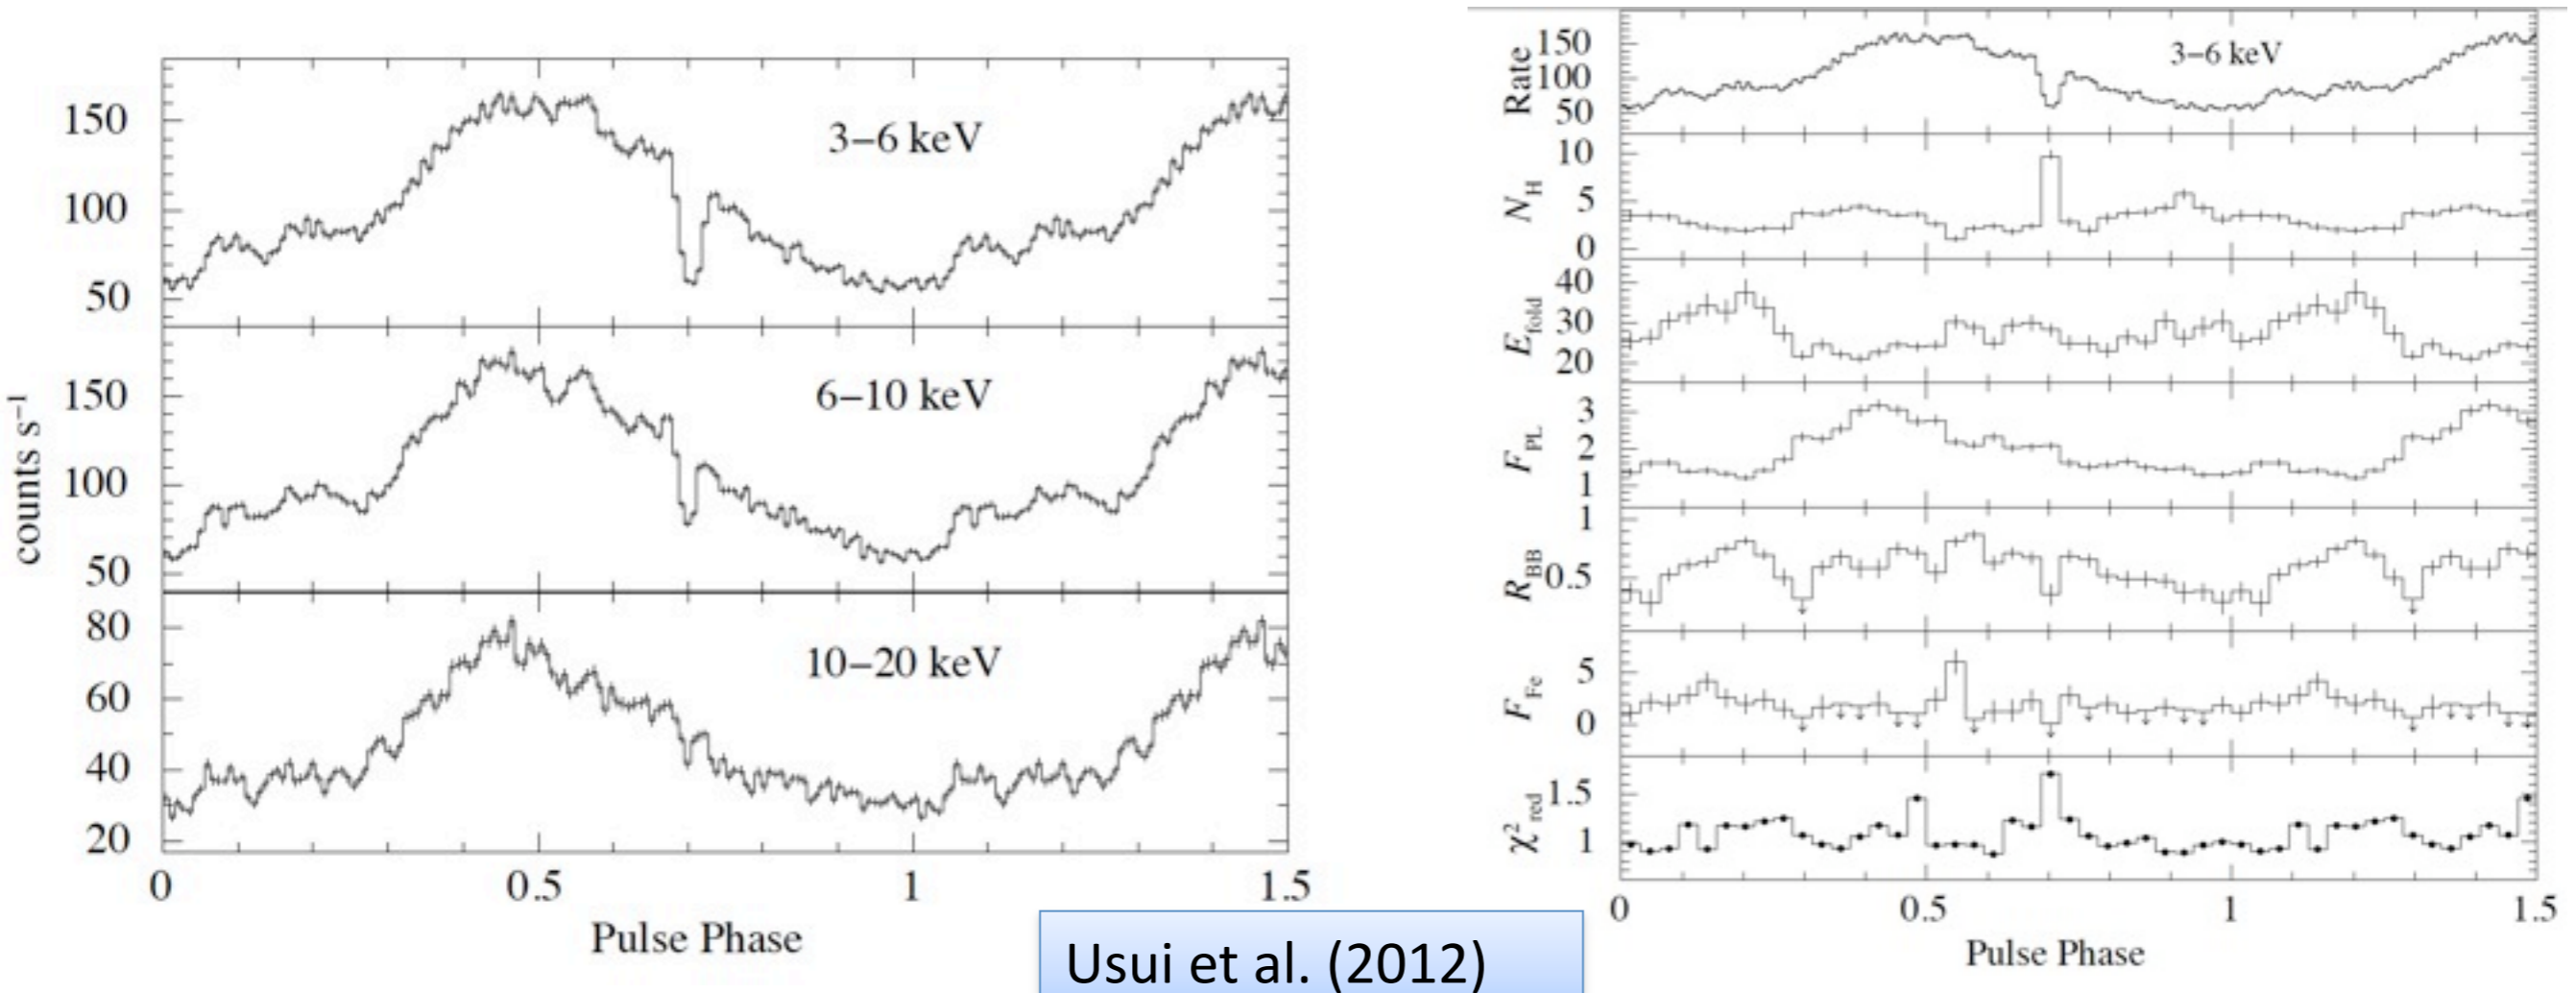 counts s⁻¹
150
100
50
3–6 keV
150
100
50
6–10 keV
80
60
40
20
10–20 keV
0 0.5 1 1.5
Pulse Phase
Rate
150
100
50
3–6 keV
N_H
10
5
0
E_fold
40
30
20
F_PL
3
2
1
R_BB
1
0.5
F_Fe
5
0
χ²_red
1.5
1
0 0.5 1 1.5
Pulse Phase
Usui et al. (2012)